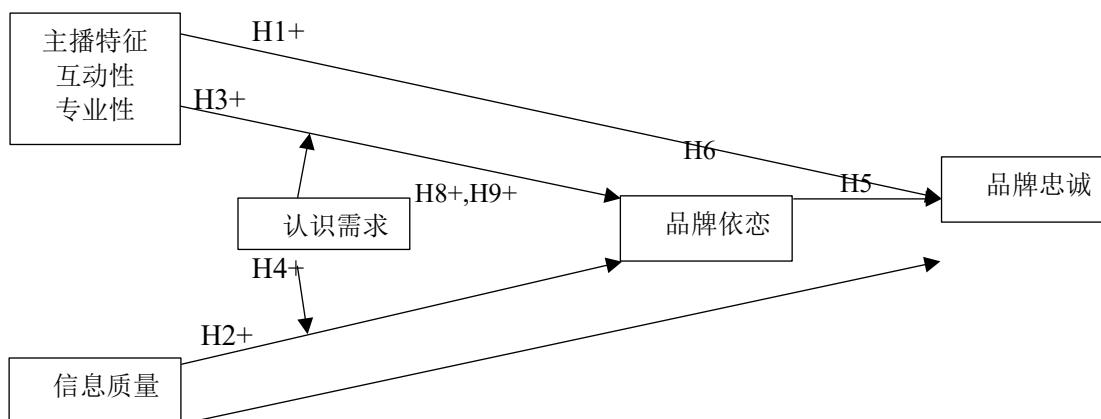 主播特征
互动性
专业性
H1+
H3+
H6
H5
品牌忠诚
H8+,H9+
认识需求
品牌依恋
H4+
H2+
信息质量